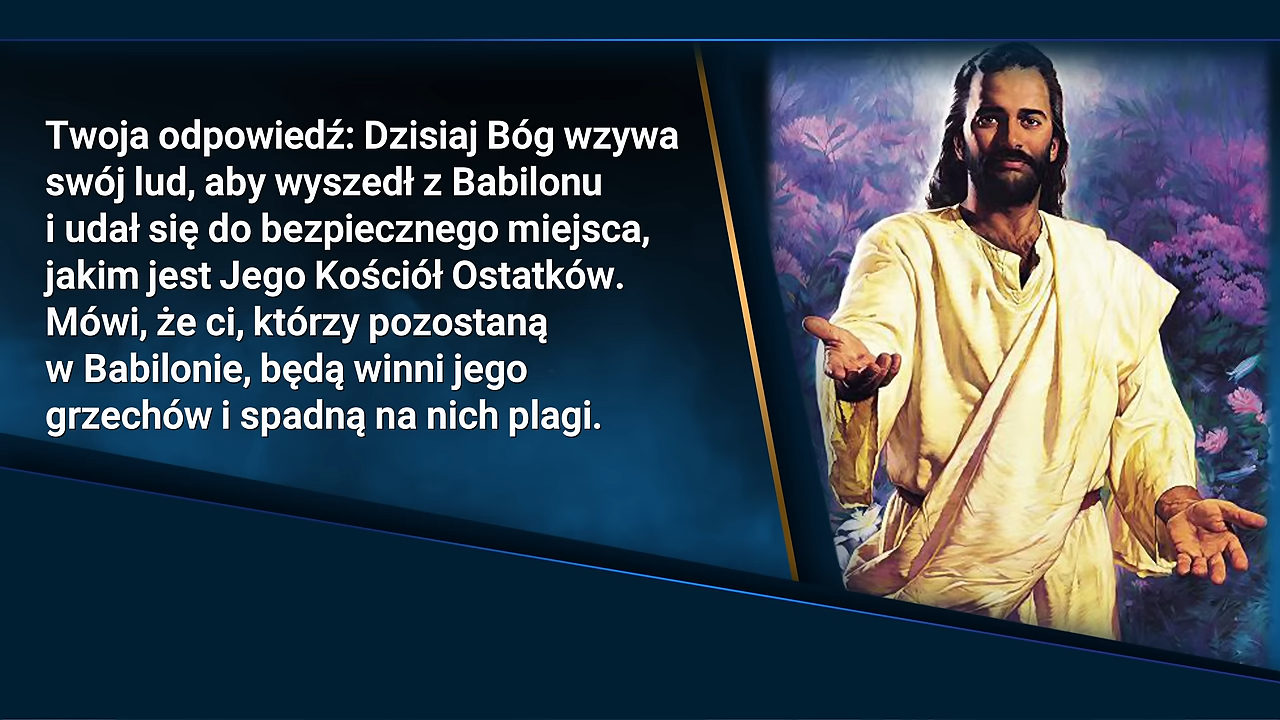 Twoja odpowiedź: Dzisiaj Bóg wzywa
swój lud, aby wyszedł z Babilonu
i udał się do bezpiecznego miejsca,
jakim jest Jego Kościół Ostatków.
Mówi, że ci, którzy pozostaną
w Babilonie, będą winni jego
grzechów i spadną na nich plagi.